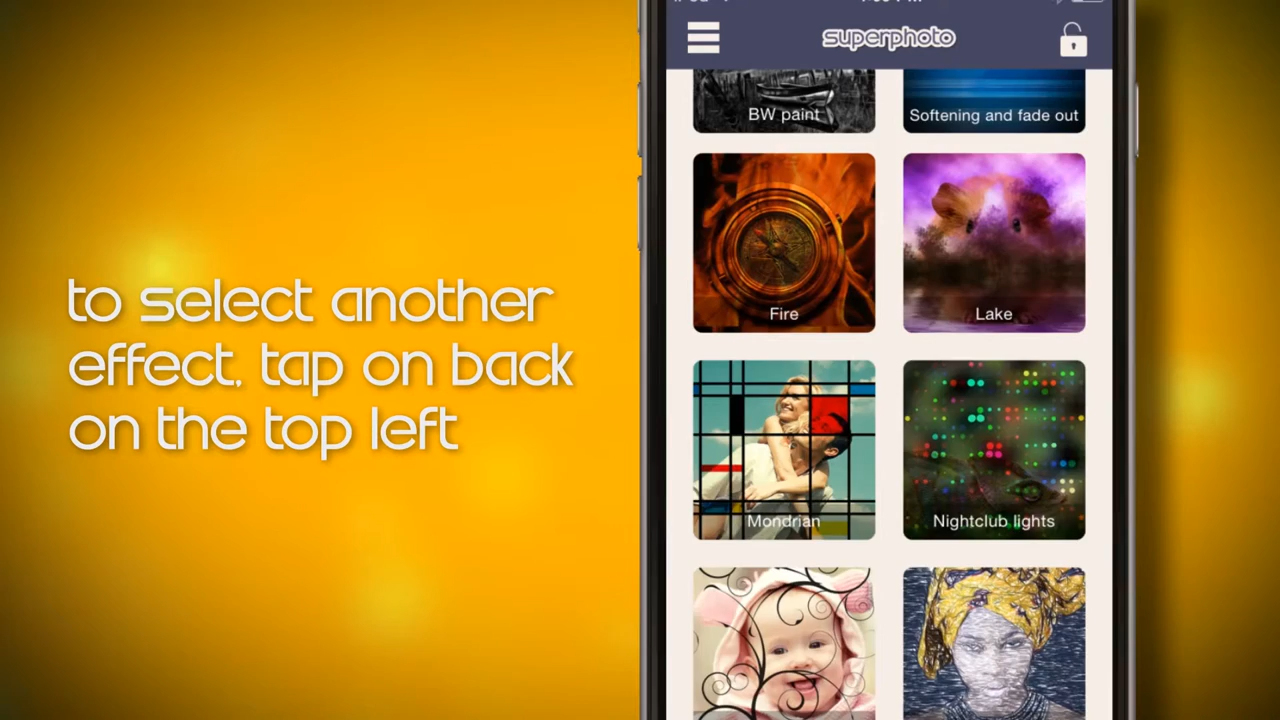 superphoto
BW paint
Softening and fade out
Fire
Lake
to select another
effect, tap on back
on the top left
Mondrian
Nightclub lights